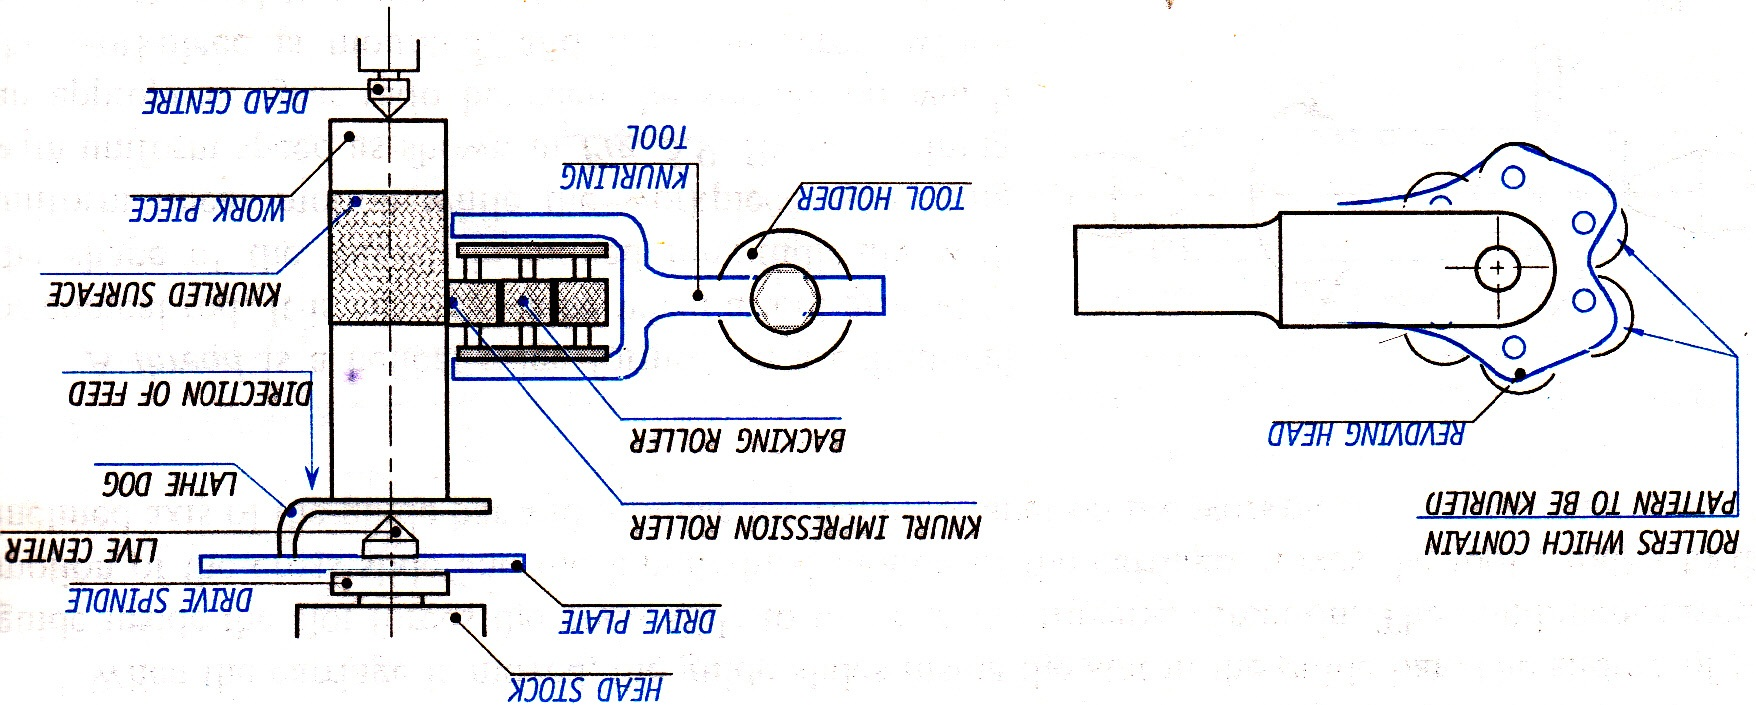 HEAD STOCK
DRIVE PLATE
DRIVE SPINDLE
ROLLERS WHICH CONTAIN
PATTERN TO BE KNURLED
LIVE CENTER
KNURL IMPRESSION ROLLER
LATHE DOG
REVDVING HEAD
BACKING ROLLER
DIRECTION OF FEED
KNURLED SURFACE
WORK PIECE
TOOL HOLDER
KNURLING
TOOL
DEAD CENTRE